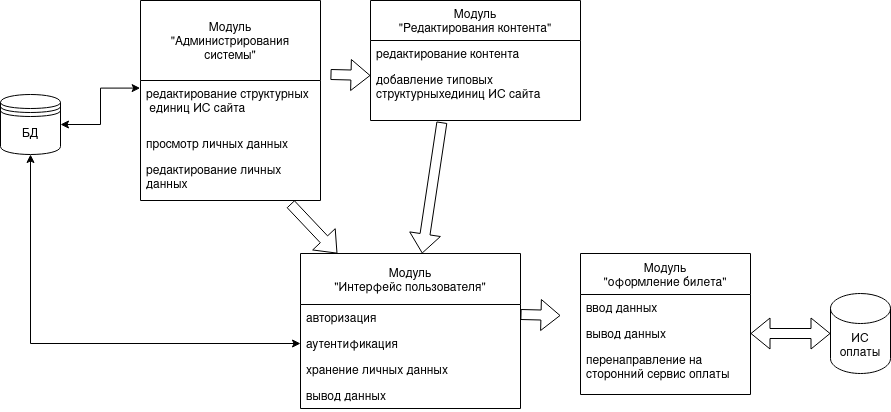 Модуль
"Администрирования
системы"
редактирование структурных
единиц ИС сайта
просмотр личных данных
редактирование личных
данных
Модуль
"Редактирования контента"
редактирование контента
добавление типовых
структурныхединиц ИС сайта
БД
Модуль
"Интерфейс пользователя"
авторизация
аутентификация
хранение личных данных
вывод данных
Модуль
"оформление билета"
ввод данных
вывод данных
перенаправление на
сторонний сервис оплаты
ИС
оплаты